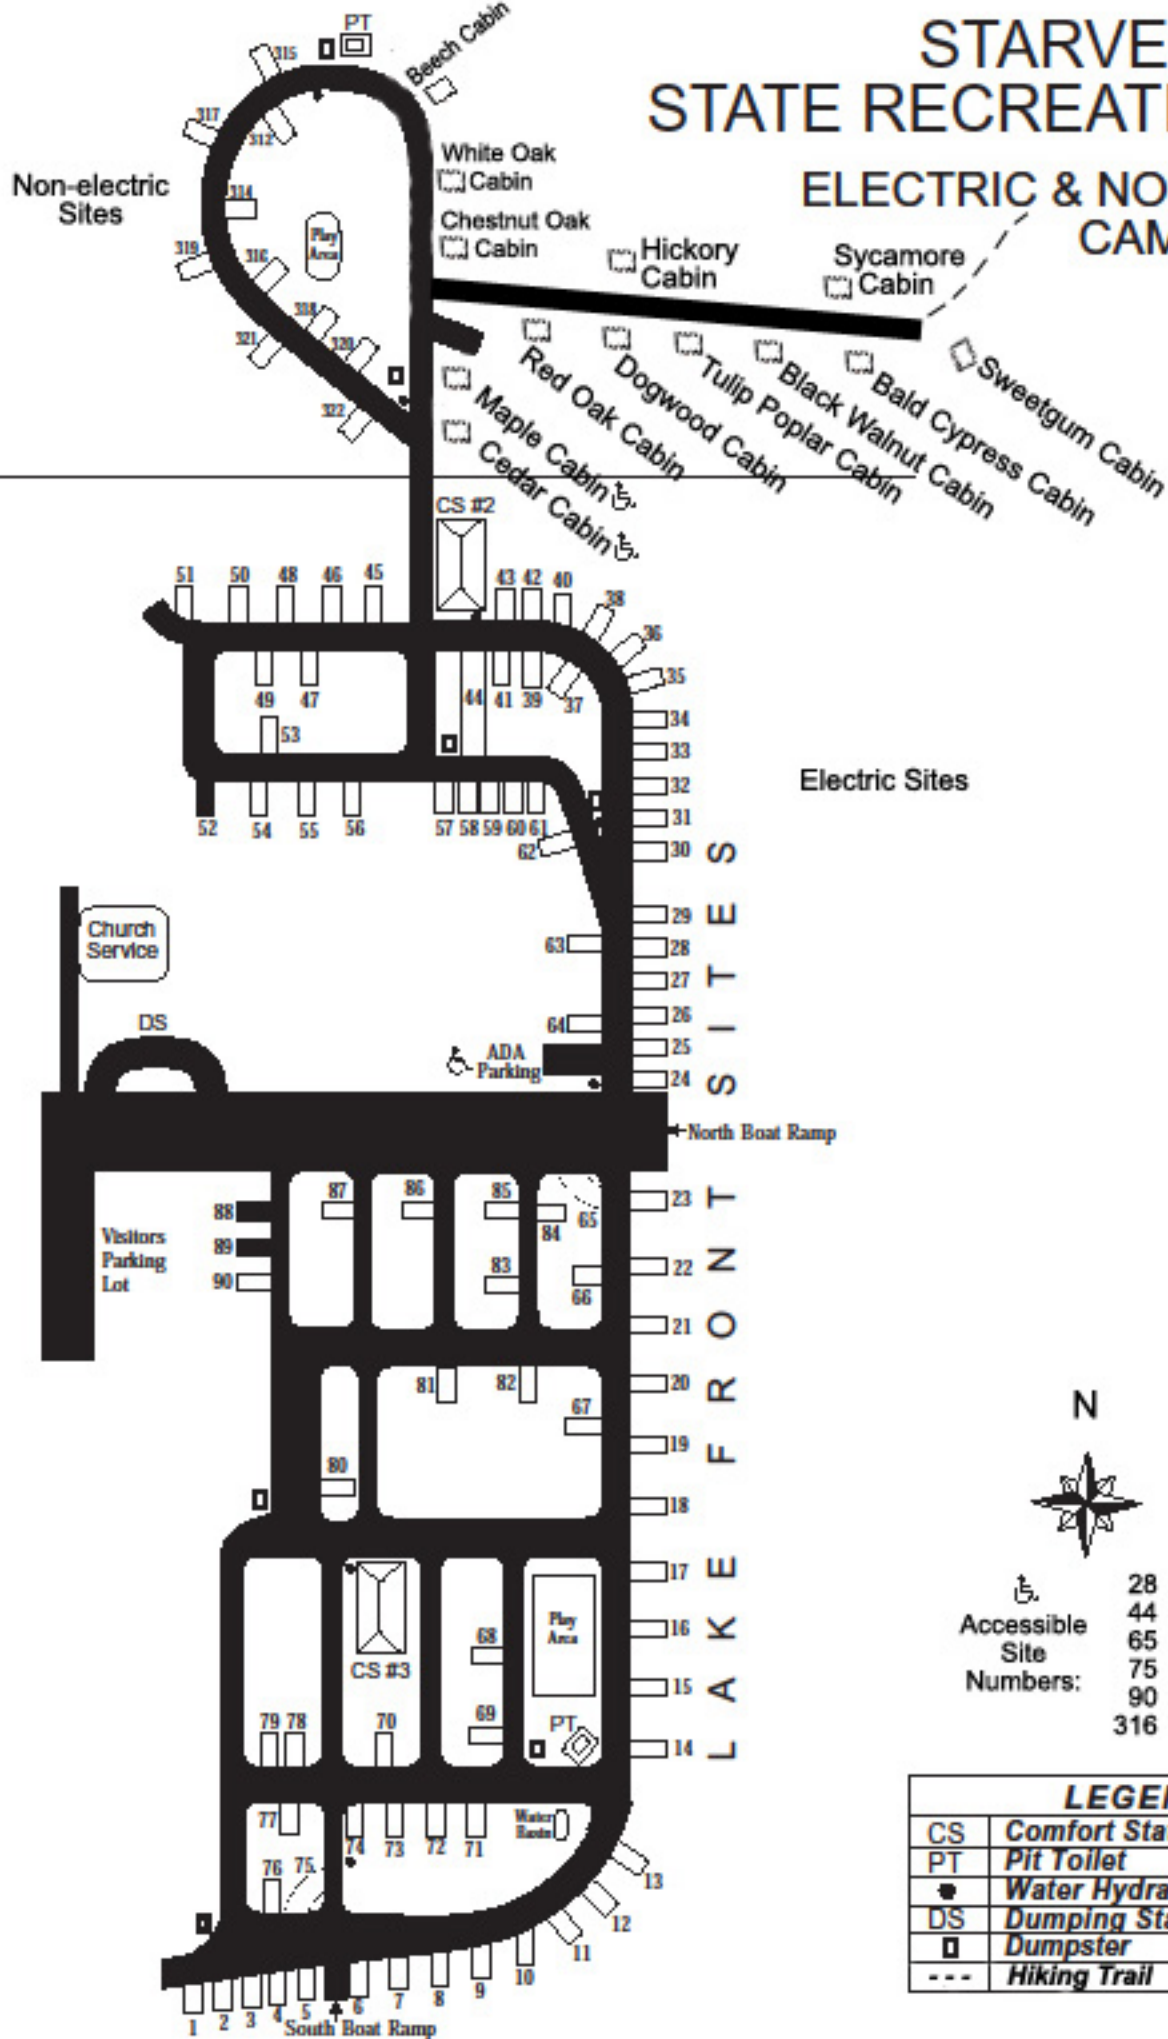 STARVE
STATE RECREATI
ELECTRIC & NO
CAM
PT
Beech Cabin
315
317
312
White Oak
Cabin
Non-electric
Sites
314
Chestnut Oak
Cabin
Play
Area
319
316
Hickory
Cabin
Sycamore
Cabin
318
321
320
322
Red Oak Cabin
Dogwood Cabin
Tulip Poplar Cabin
Black Walnut Cabin
Bald Cypress Cabin
Sweetgum Cabin
Maple Cabin
Cedar Cabin
CS #2
51 50 48 46 45
43 42 40
38
36
35
49 47
44 41 39 37
53
34
33
32
31
30
Electric Sites
52 54 55 56
57 58 59 60 61
62
Church
Service
29
63
28
27
26
64
25
24
DS
ADA
Parking
North Boat Ramp
87 86 85
23
88
84
65
Visitors
Parking
Lot
89
90
83
66
22
21
81 82
20
67
19
80
18
17
Play
Area
16
68
CS #3
15
69
PT
79 78 70
14
LAKE FRONT SITES
77
74 73 72 71
Water
76 75
13
12
11
10
1 2 3 4 5 6 7 8 9
South Boat Ramp
N
Accessible
Site
Numbers:
28
44
65
75
90
316
LEGE
CS Comfort Sta
PT Pit Toilet
Water Hydra
DS Dumping Sta
Dumpster
Hiking Trail